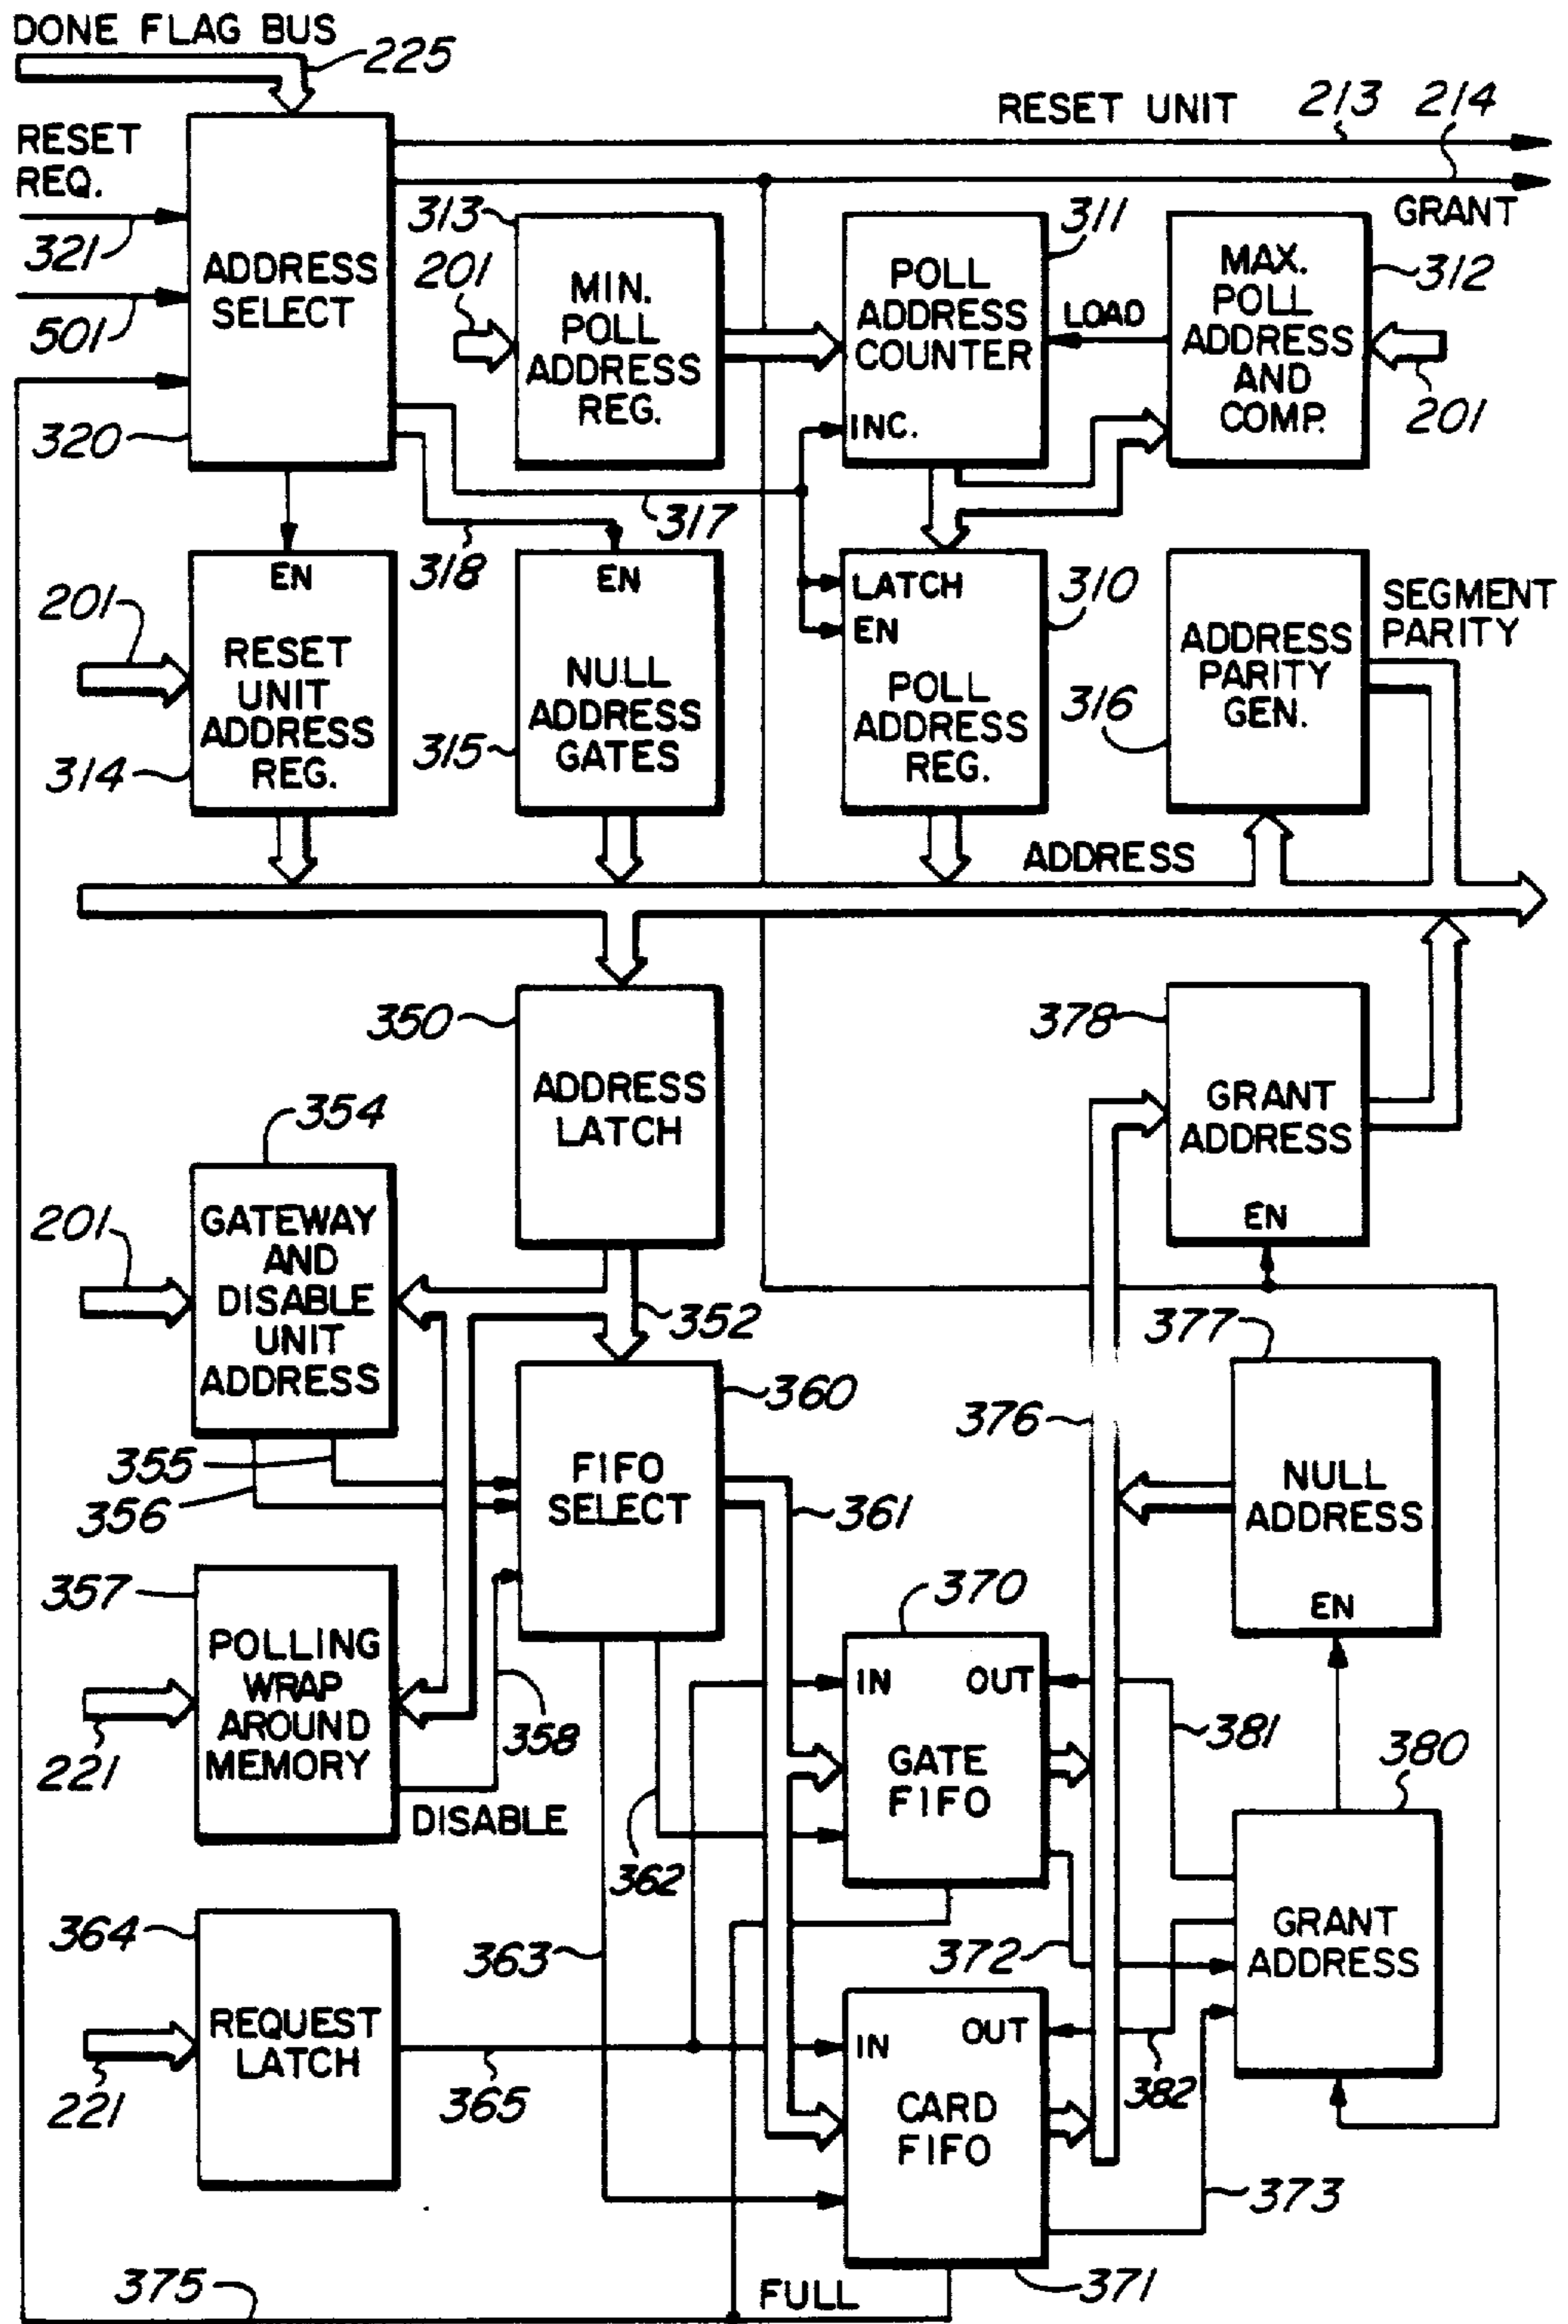 DONE FLAG BUS
225
RESET UNIT
213
214
RESET
REQ.
GRANT
321
501
ADDRESS
SELECT
320
313
201
MIN.
POLL
ADDRESS
REG.
311
POLL
ADDRESS
COUNTER
INC.
LOAD
MAX.
POLL
ADDRESS
AND
COMP.
312
201
317
318
201
EN
RESET
UNIT
ADDRESS
REG.
314
EN
NULL
ADDRESS
GATES
315
LATCH
EN
POLL
ADDRESS
REG.
310
ADDRESS
PARITY
GEN.
316
SEGMENT
PARITY
ADDRESS
350
ADDRESS
LATCH
378
GRANT
ADDRESS
EN
354
201
GATEWAY
AND
DISABLE
UNIT
ADDRESS
352
355
356
360
FIFO
SELECT
361
376
377
NULL
ADDRESS
EN
357
POLLING
WRAP
AROUND
MEMORY
221
358
DISABLE
362
363
370
IN
OUT
GATE
FIFO
381
380
GRANT
ADDRESS
372
364
REQUEST
LATCH
221
365
IN
OUT
CARD
FIFO
382
373
375
FULL
371